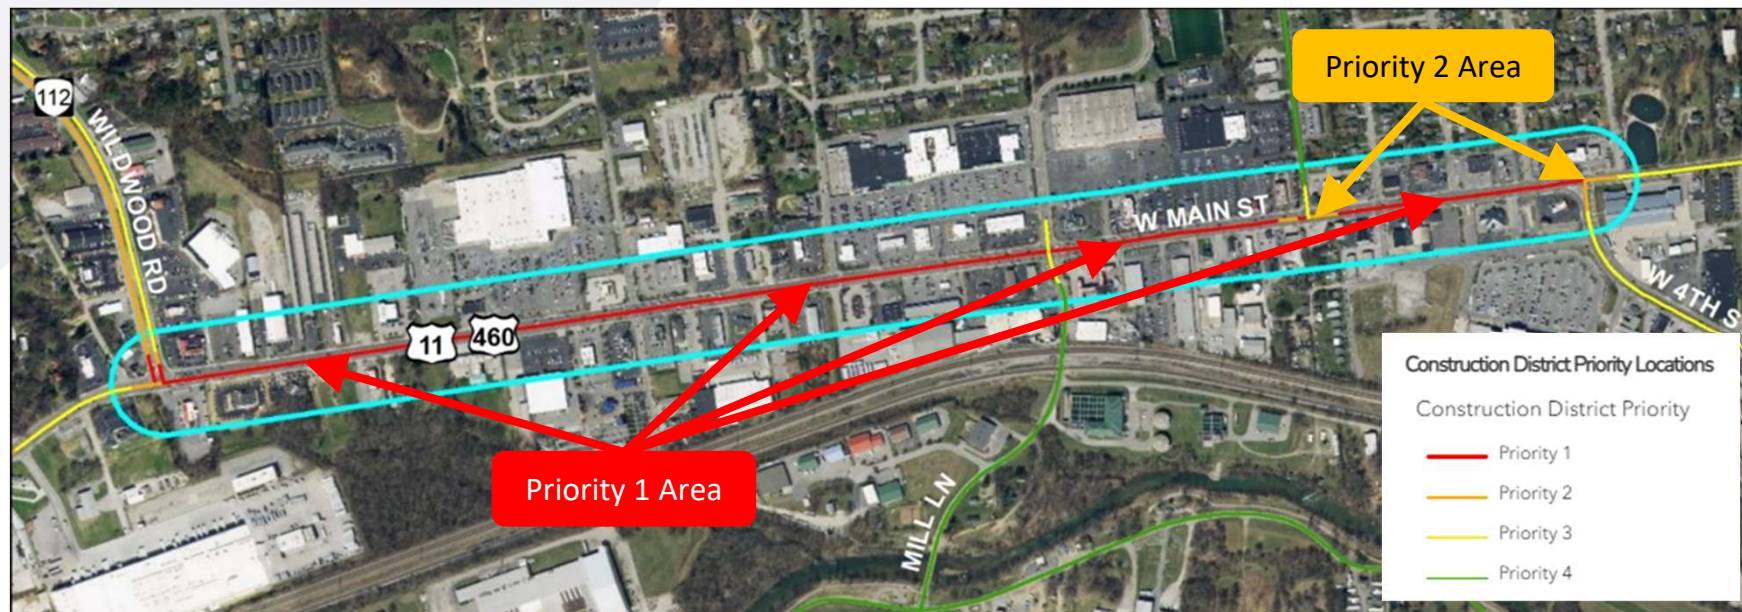 Priority 2 Area
112
WILDWOOD RD
W MAIN ST
11
460
W 4TH S
Priority 1 Area
MILL LN
Construction District Priority Locations
Construction District Priority
Priority 1
Priority 2
Priority 3
Priority 4